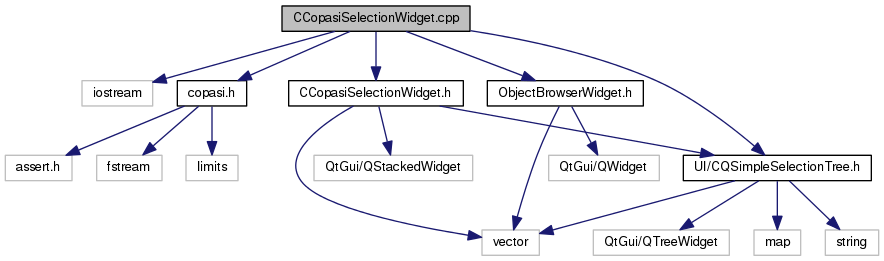 CCopasiSelectionWidget.cpp
iostream
copasi.h
CCopasiSelectionWidget.h
ObjectBrowserWidget.h
assert.h
fstream
limits
QtGui/QStackedWidget
QtGui/QWidget
UI/CQSimpleSelectionTree.h
vector
QtGui/QTreeWidget
map
string